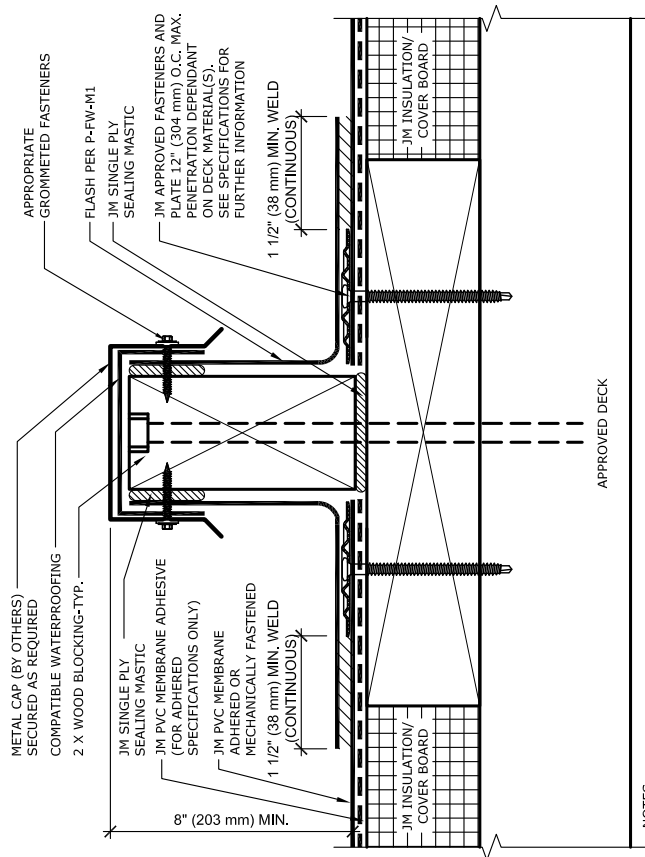 METAL CAP (BY OTHERS)
SECURED AS REQUIRED
COMPATIBLE WATERPROOFING
2 X WOOD BLOCKING-TYP.
JM SINGLE PLY
SEALING MASTIC
JM PVC MEMBRANE ADHESIVE
(FOR ADHERED
SPECIFICATIONS ONLY)
JM PVC MEMBRANE
ADHERED OR
MECHANICALLY FASTENED
1 1/2" (38 mm) MIN. WELD
(CONTINUOUS)
8" (203 mm) MIN.
JM INSULATION/
COVER BOARD
APPROPRIATE
GROMMETED FASTENERS
FLASH PER P-FW-M1
JM SINGLE PLY
SEALING MASTIC
JM APPROVED FASTENERS AND
PLATE 12" (304 mm) O.C. MAX.
PENETRATION DEPENDANT
ON DECK MATERIAL(S).
SEE SPECIFICATIONS FOR
FURTHER INFORMATION
1 1/2" (38 mm) MIN. WELD
(CONTINUOUS)
JM INSULATION/
COVER BOARD
APPROVED DECK
NOTES